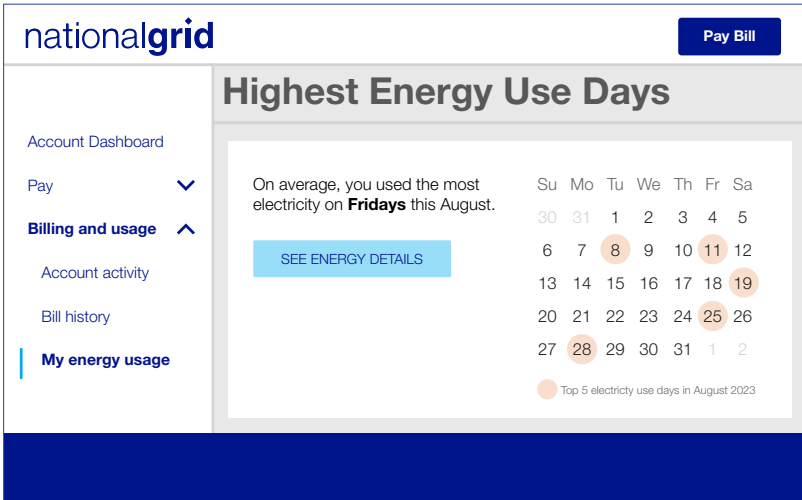 nationalgrid
Pay Bill
Highest Energy Use Days
Account Dashboard
Pay
Billing and usage
Account activity
Bill history
My energy usage
On average, you used the most
electricity on Fridays this August.
SEE ENERGY DETAILS
Su Mo Tu We Th Fr Sa
30 31 1 2 3 4 5
6 7 8 9 10 11 12
13 14 15 16 17 18 19
20 21 22 23 24 25 26
27 28 29 30 31 1 2
Top 5 electricty use days in August 2023